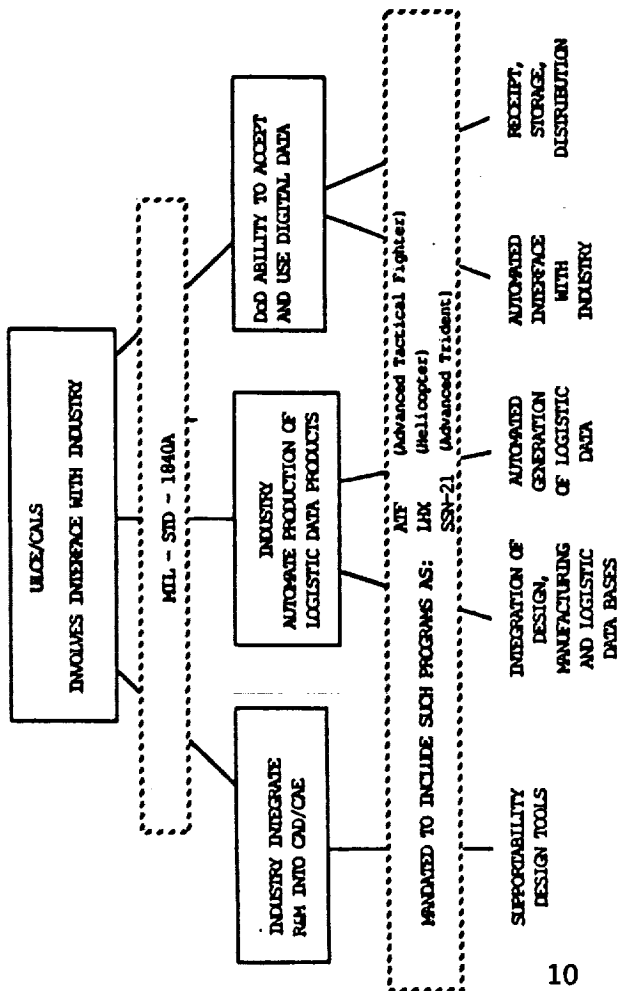 ULCE/CALS
INVOLVES INTERFACE WITH INDUSTRY
MIL - STD - 1840A
INDUSTRY INTEGRATE
R&M INTO CAD/CAE
INDUSTRY
AUTOMATE PRODUCTION OF
LOGISTIC DATA PRODUCTS
DoD ABILITY TO ACCEPT
AND USE DIGITAL DATA
MANDATED TO INCLUDE SUCH PROGRAMS AS:
ATF (Advanced Tactical Fighter)
LHX (Helicopter)
SSN-21 (Advanced Trident)
SUPPORTABILITY
DESIGN TOOLS
INTEGRATION OF
DESIGN,
MANUFACTURING
AND LOGISTIC
DATA BASES
AUTOMATED
GENERATION
OF LOGISTIC
DATA
AUTOMATED
INTERFACE
WITH
INDUSTRY
RECEIPT,
STORAGE,
DISTRIBUTION
10